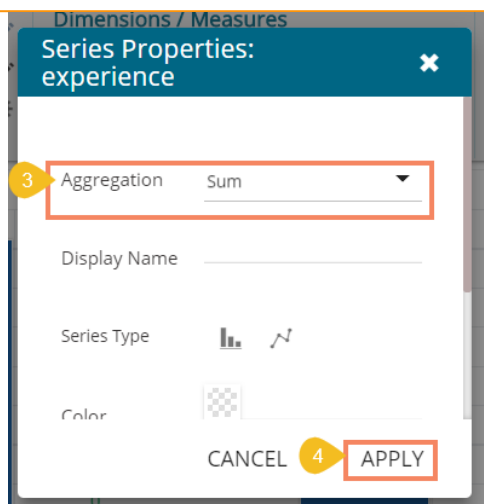 Dimensions / Measures
Series Properties:
experience
3 Aggregation Sum
Display Name
Series Type
Color
CANCEL 4 APPLY